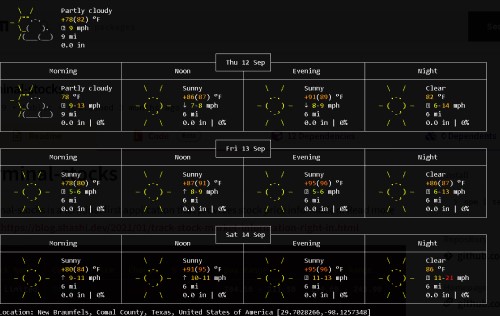 Partly cloudy
+78(82) °F
9 mph
9 mi
0.0 in
Thu 12 Sep
Morning Noon Evening Night
Partly cloudy Sunny Sunny Clear
78 °F +86(87) °F +91(89) °F 82 °F
9-13 mph ↓ 7-8 mph ↓ 8-9 mph 6-14 mph
9 mi 6 mi 6 mi 6 mi
0.0 in | 0% 0.0 in | 0% 0.0 in | 0% 0.0 in | 0%
Fri 13 Sep
Morning Noon Evening Night
Sunny Sunny Sunny Clear
+78(80) °F +87(91) °F +95(96) °F +86(87) °F
5-6 mph ↑ 8-9 mph 5-6 mph 6-13 mph
6 mi 6 mi 6 mi 6 mi
0.0 in | 0% 0.0 in | 0% 0.0 in | 0% 0.0 in | 0%
Sat 14 Sep
Morning Noon Evening Night
Sunny Sunny Sunny Clear
+80(84) °F +91(95) °F +95(96) °F 86 °F
↑ 9-11 mph ↑ 10-11 mph 11-13 mph 11-21 mph
6 mi 6 mi 6 mi 6 mi
0.0 in | 0% 0.0 in | 0% 0.0 in | 0% 0.0 in | 0%
Location: New Braunfels, Comal County, Texas, United States of America [29.7028266,-98.1257348]